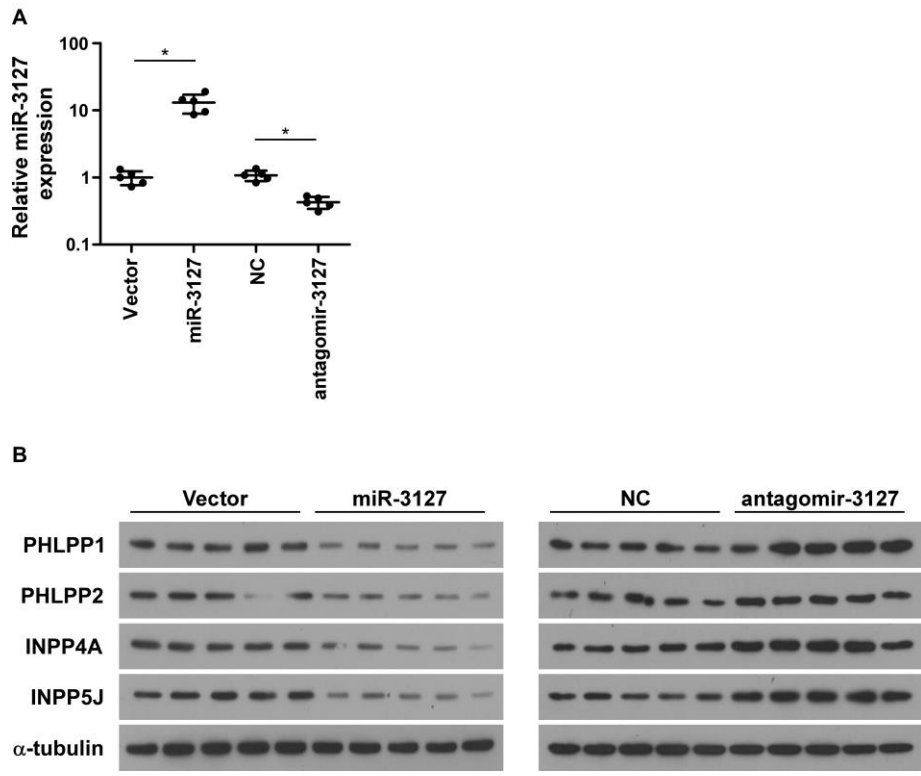 A
Relative miR-3127
expression
100
10
1
0.1
*
*
Vector
miR-3127
NC
antagomir-3127
B
Vector miR-3127 NC antagomir-3127
PHLPP1
PHLPP2
INPP4A
INPP5J
α-tubulin